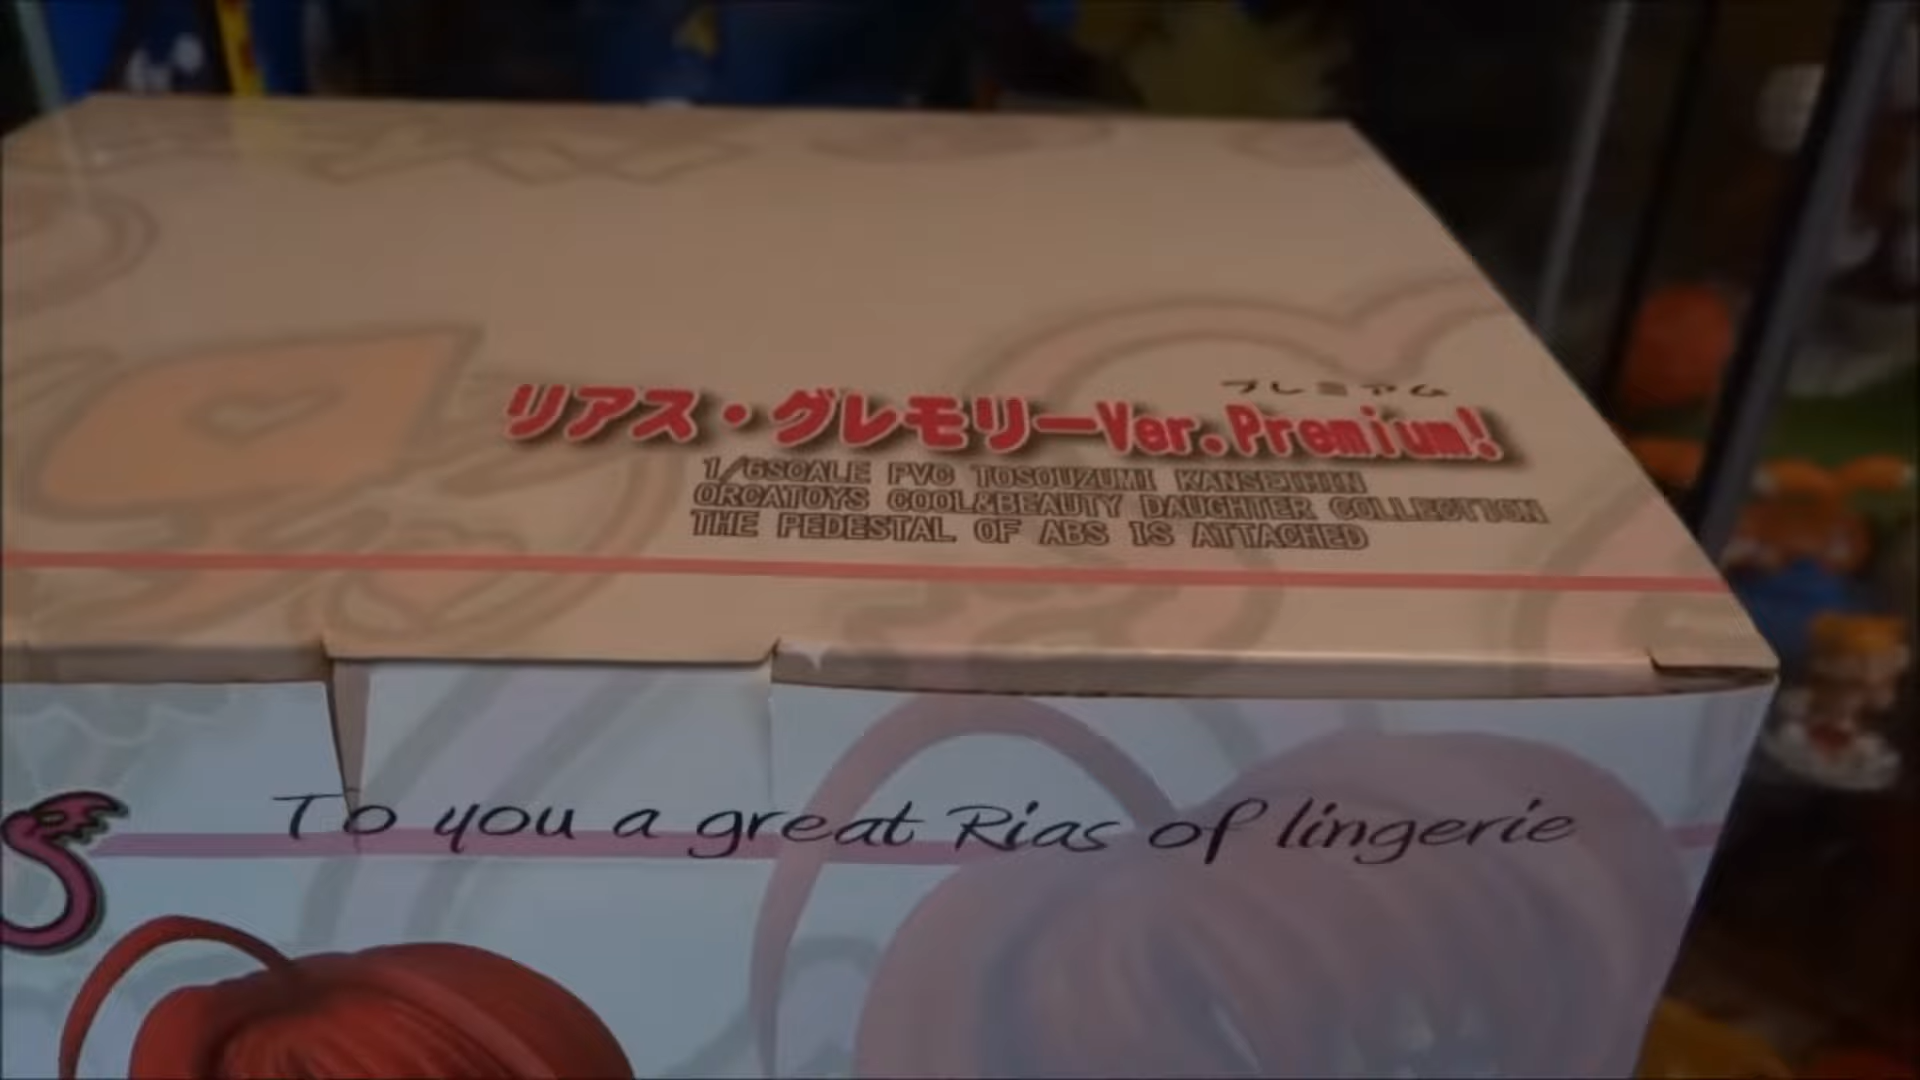 プレミアム
リアス・グレモリーVer.Premium!
1/6SCALE PVC TOSOUZUMI KANSEIHIN
ORCATOYS COOL&BEAUTY DAUGHTER COLLECTION
THE PEDESTAL OF ABS IS ATTACHED
To you a great Rias of lingerie